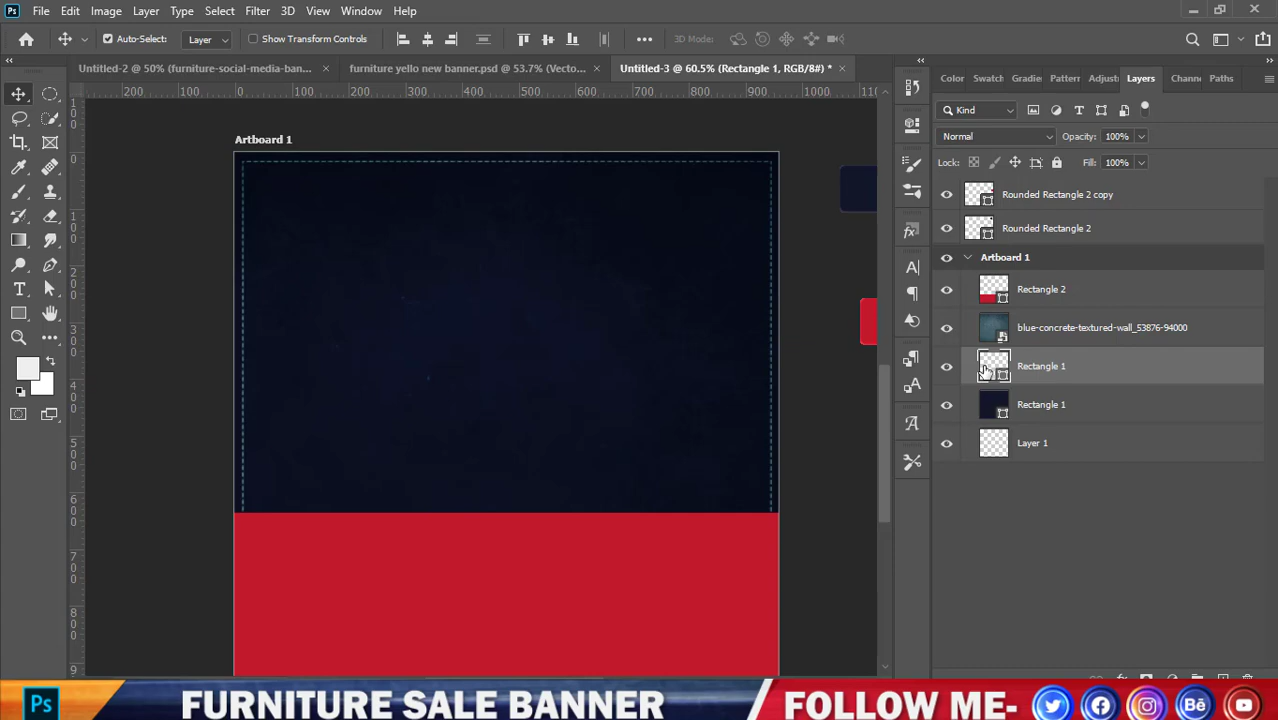 Ps File Edit Image Layer Type Select Filter 3D View Window Help
Auto-Select: Layer Show Transform Controls 3D Mode:
Untitled-2 @ 50% (furniture-social-media-ban... × furniture yello new banner.psd @ 53.7% (Vecto... × Untitled-3 @ 60.5% (Rectangle 1, RGB/8#) * ×
Color Swatch Gradie Pattern Adjust Layers Channe Paths
200 100 0 100 200 300 400 500 600 700 800 900 1000
Kind
Normal Opacity: 100%
Lock: Fill: 100%
Artboard 1
Rounded Rectangle 2 copy
Rounded Rectangle 2
Artboard 1
Rectangle 2
blue-concrete-textured-wall_53876-94000
Rectangle 1
Rectangle 1
Layer 1
Ps FURNITURE SALE BANNER FOLLOW ME- Bē